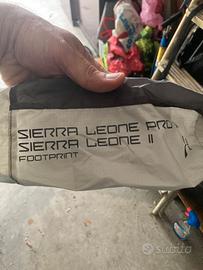 SIERRA LEONE PRO
SIERRA LEONE II
FOOTPRINT
subito